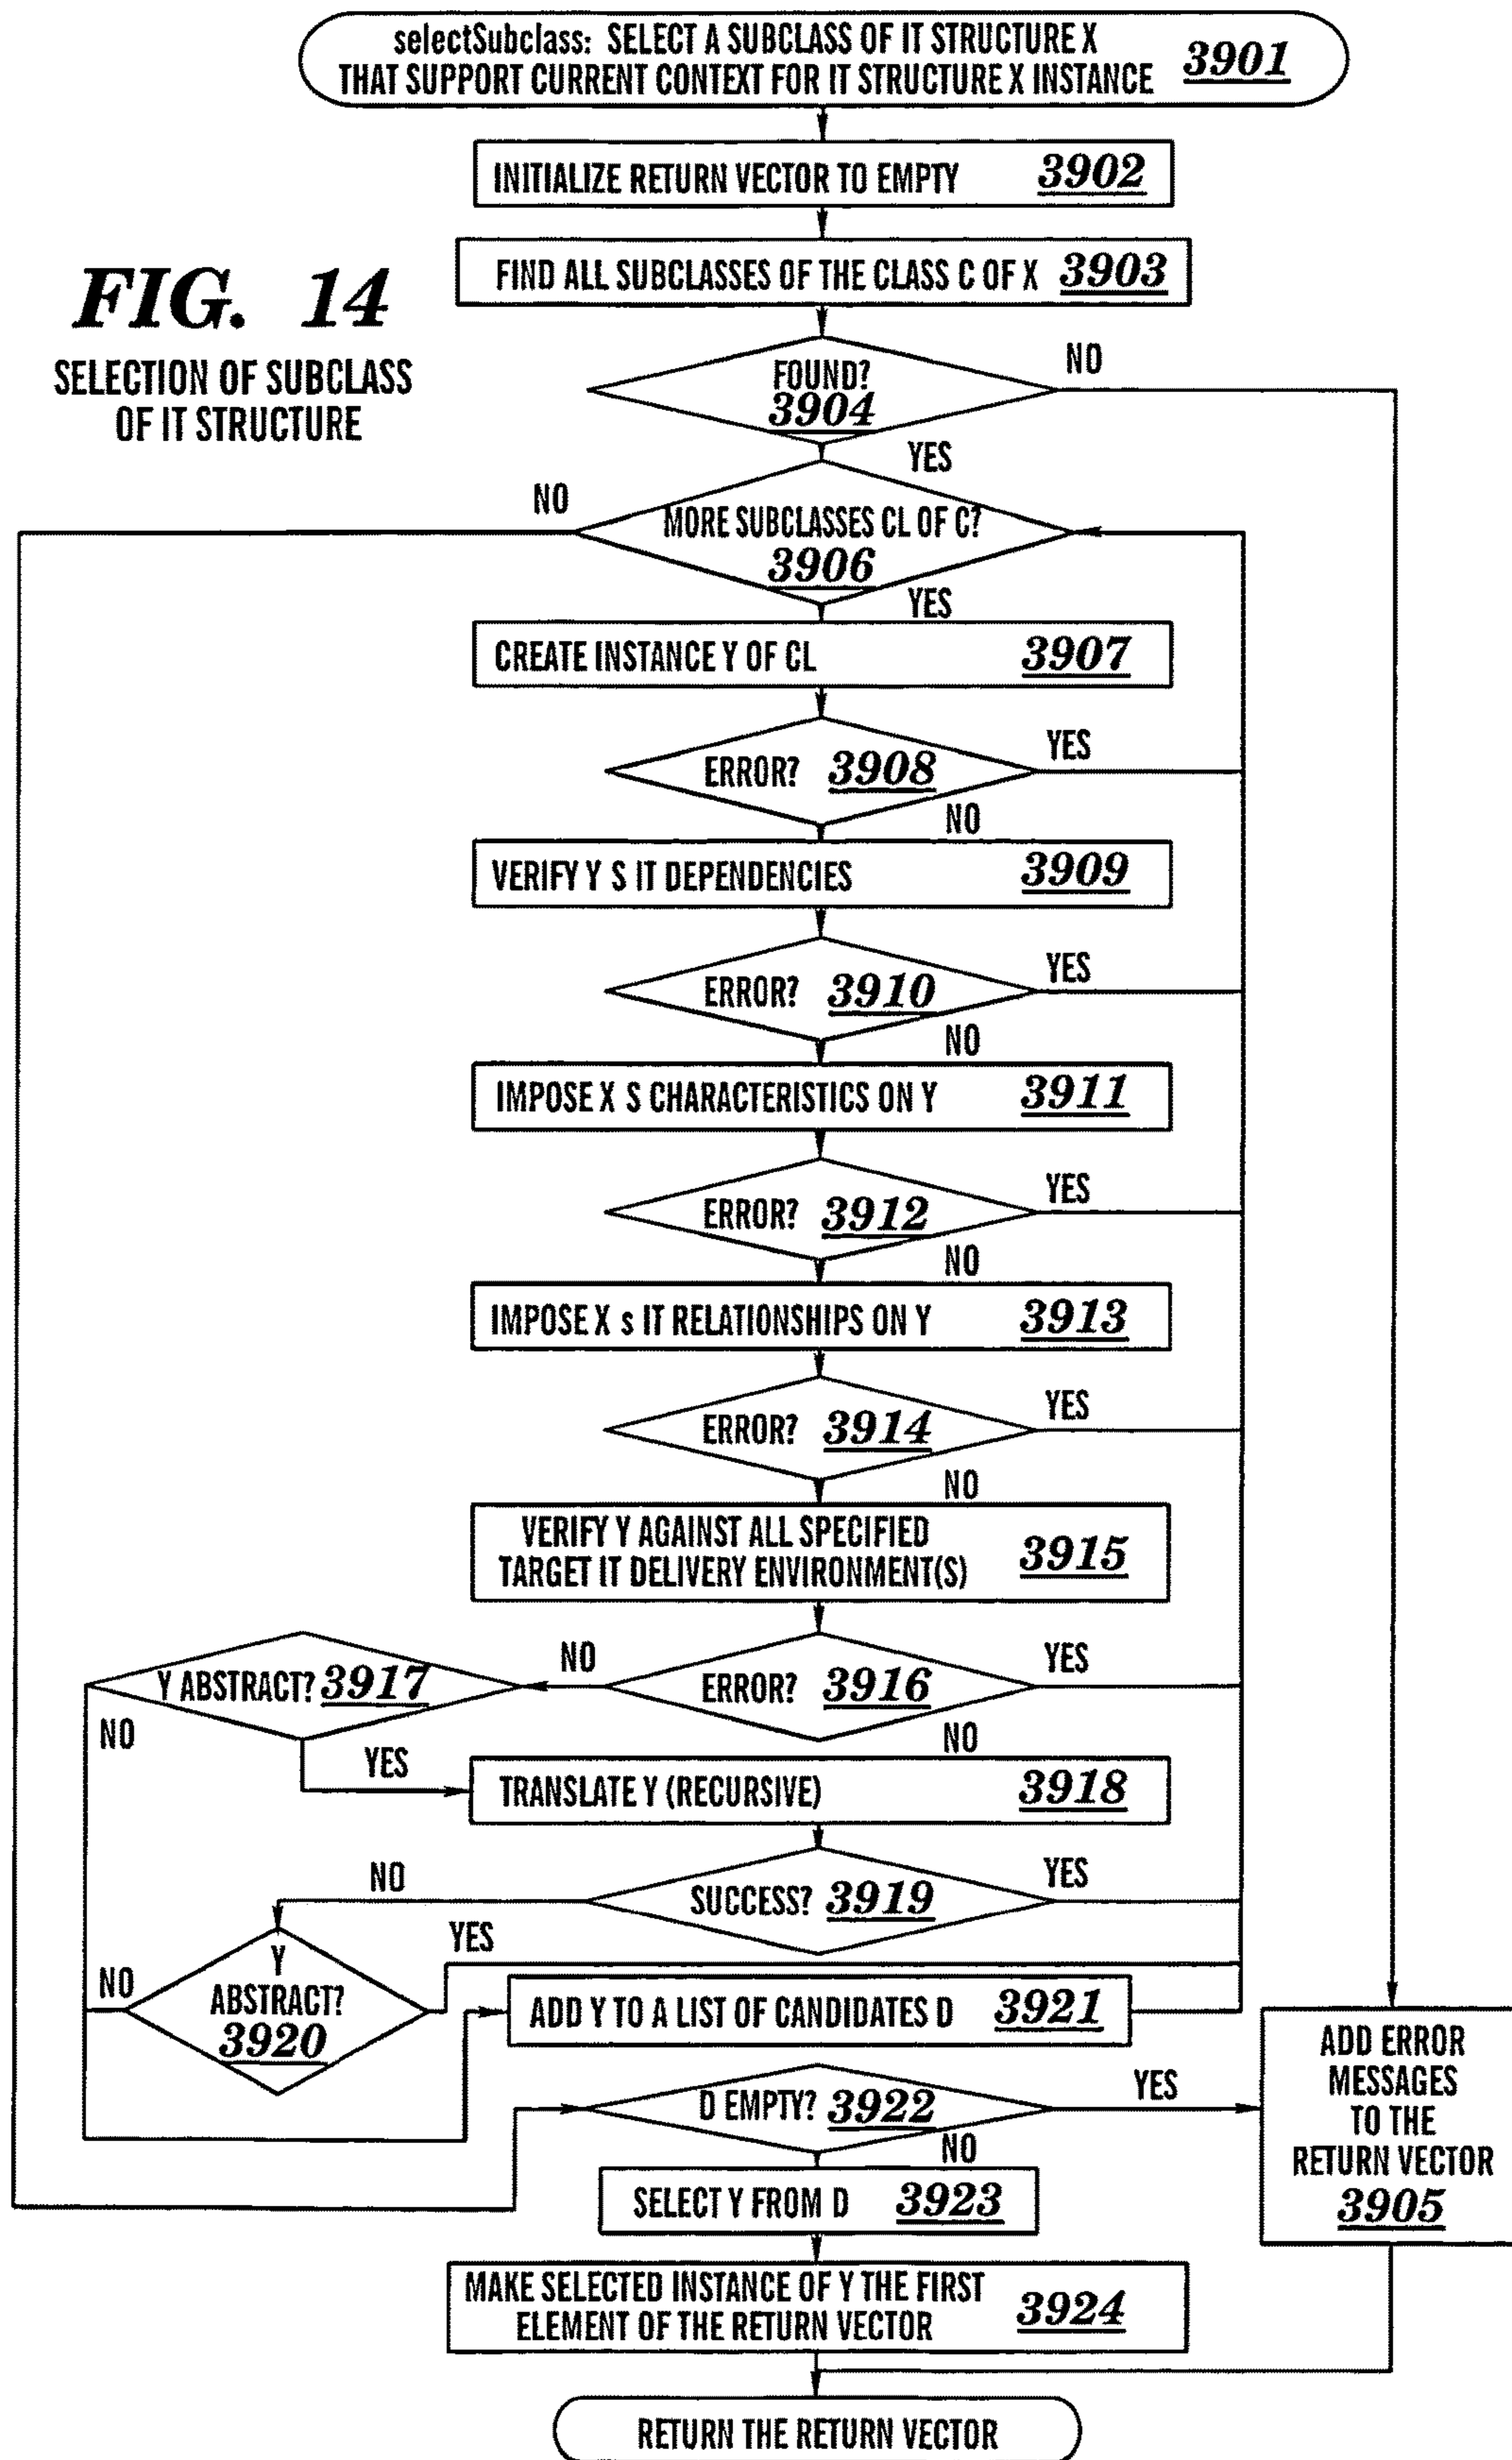 selectSubclass: SELECT A SUBCLASS OF IT STRUCTURE X
THAT SUPPORT CURRENT CONTEXT FOR IT STRUCTURE X INSTANCE 3901
INITIALIZE RETURN VECTOR TO EMPTY 3902
FIND ALL SUBCLASSES OF THE CLASS C OF X 3903
FIG. 14
SELECTION OF SUBCLASS
OF IT STRUCTURE
FOUND?
3904
NO
YES
MORE SUBCLASSES CL OF C?
3906
NO
YES
CREATE INSTANCE Y OF CL 3907
ERROR? 3908
YES
NO
VERIFY Y S IT DEPENDENCIES 3909
ERROR? 3910
YES
NO
IMPOSE X S CHARACTERISTICS ON Y 3911
ERROR? 3912
YES
NO
IMPOSE X s IT RELATIONSHIPS ON Y 3913
ERROR? 3914
YES
NO
VERIFY Y AGAINST ALL SPECIFIED
TARGET IT DELIVERY ENVIRONMENT(S) 3915
Y ABSTRACT? 3917
NO
ERROR? 3916
YES
NO
NO
YES
TRANSLATE Y (RECURSIVE) 3918
NO
SUCCESS? 3919
YES
YES
NO
Y
ABSTRACT?
3920
ADD Y TO A LIST OF CANDIDATES D 3921
D EMPTY? 3922
YES
NO
ADD ERROR
MESSAGES
TO THE
RETURN VECTOR
3905
SELECT Y FROM D 3923
MAKE SELECTED INSTANCE OF Y THE FIRST
ELEMENT OF THE RETURN VECTOR 3924
RETURN THE RETURN VECTOR